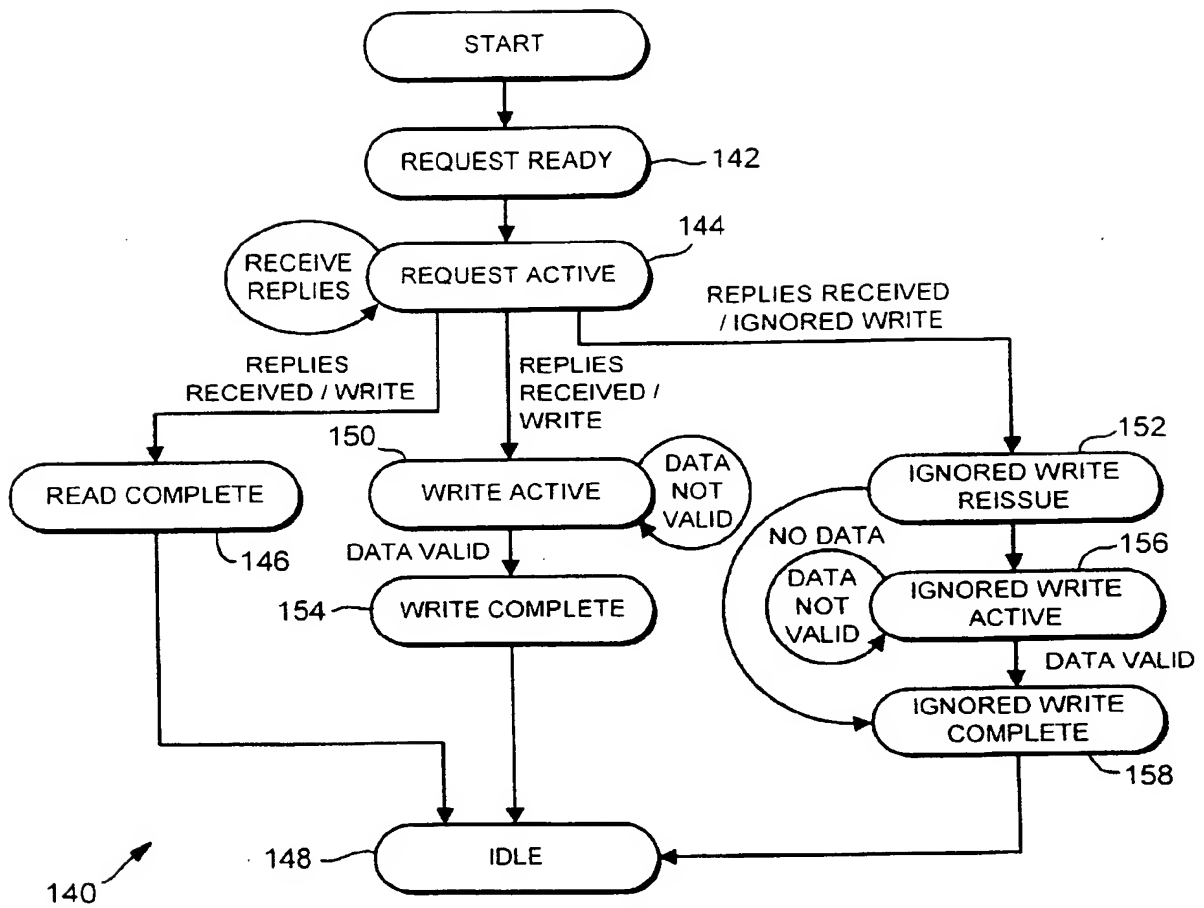 START
REQUEST READY
142
144
RECEIVE
REPLIES
REQUEST ACTIVE
REPLIES RECEIVED
/ IGNORED WRITE
REPLIES
RECEIVED / WRITE
REPLIES
RECEIVED /
WRITE
150
152
READ COMPLETE
146
WRITE ACTIVE
DATA
NOT
VALID
IGNORED WRITE
REISSUE
DATA VALID
NO DATA
156
154
WRITE COMPLETE
DATA
NOT
VALID
IGNORED WRITE
ACTIVE
DATA VALID
IGNORED WRITE
COMPLETE
158
148
IDLE
140